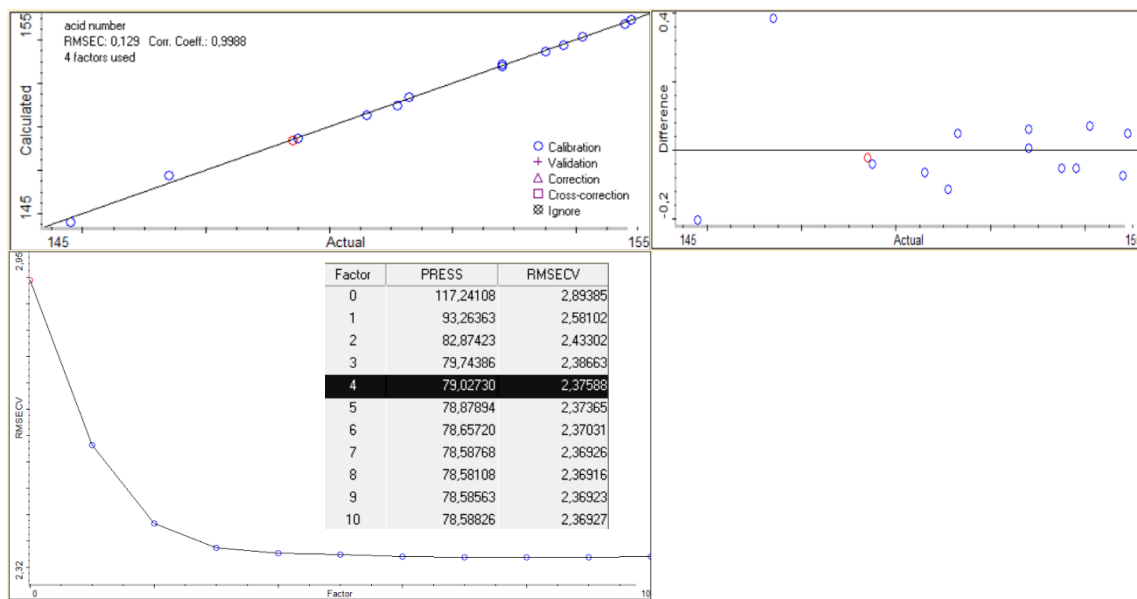 155
acid number
RMSEC: 0,129 Corr. Coeff.: 0,9988
4 factors used
Calculated
Calibration
Validation
Correction
Cross-correction
Ignore
145
145
Actual
155
0,4
Difference
-0,2
145
Actual
155
2,95
RMSECV
2,32
0
Factor
10
Factor PRESS RMSECV
0 117,24108 2,89385
1 93,26363 2,58102
2 82,87423 2,43302
3 79,74386 2,38663
4 79,02730 2,37588
5 78,87894 2,37365
6 78,65720 2,37031
7 78,58768 2,36926
8 78,58108 2,36916
9 78,58563 2,36923
10 78,58826 2,36927